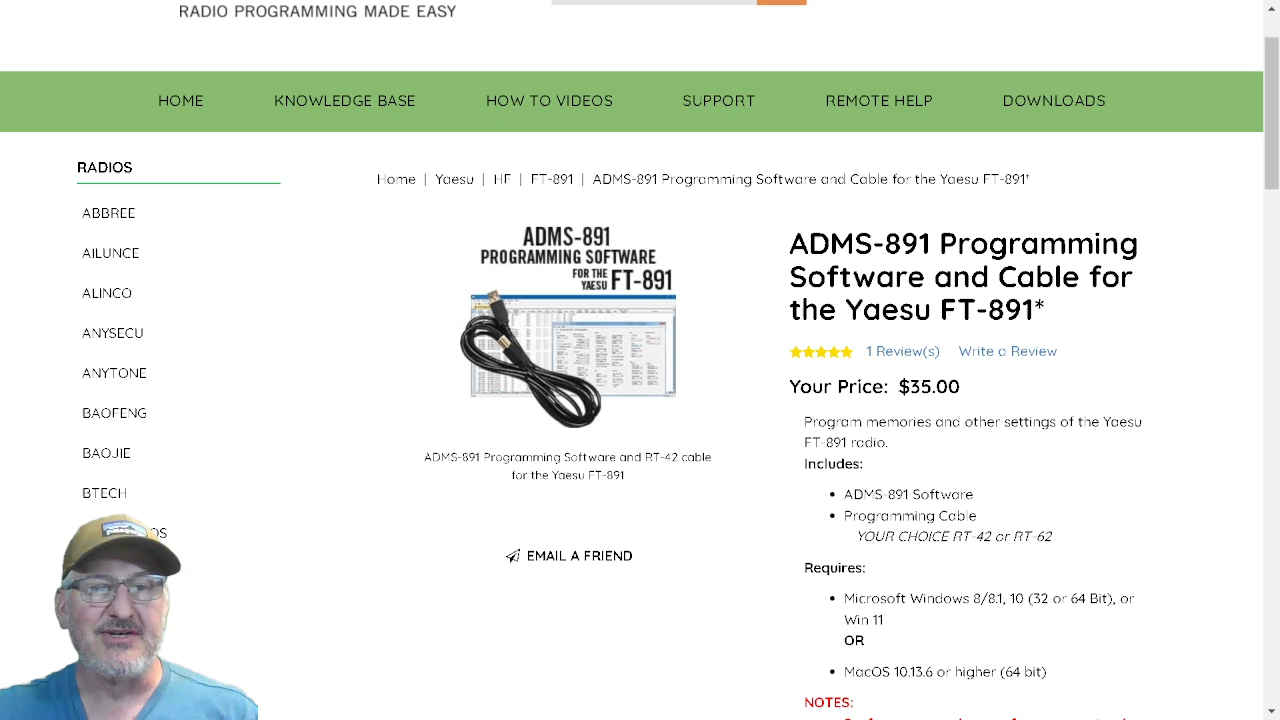 RADIO PROGRAMMING MADE EASY
HOME KNOWLEDGE BASE HOW TO VIDEOS SUPPORT REMOTE HELP DOWNLOADS
RADIOS
ABBREE
AILUNCE
ALINCO
ANYSECU
ANYTONE
BAOFENG
BAOJIE
BTECH
OS
Home | Yaesu | HF | FT-891 | ADMS-891 Programming Software and Cable for the Yaesu FT-891*
ADMS-891
PROGRAMMING SOFTWARE
FOR THE
YAESU FT-891
ADMS-891 Programming Software and RT-42 cable
for the Yaesu FT-891
EMAIL A FRIEND
ADMS-891 Programming
Software and Cable for
the Yaesu FT-891*
1 Review(s) Write a Review
Your Price: $35.00
Program memories and other settings of the Yaesu
FT-891 radio.
Includes:
• ADMS-891 Software
• Programming Cable
YOUR CHOICE RT-42 or RT-62
Requires:
• Microsoft Windows 8/8.1, 10 (32 or 64 Bit), or
Win 11
OR
• MacOS 10.13.6 or higher (64 bit)
NOTES: